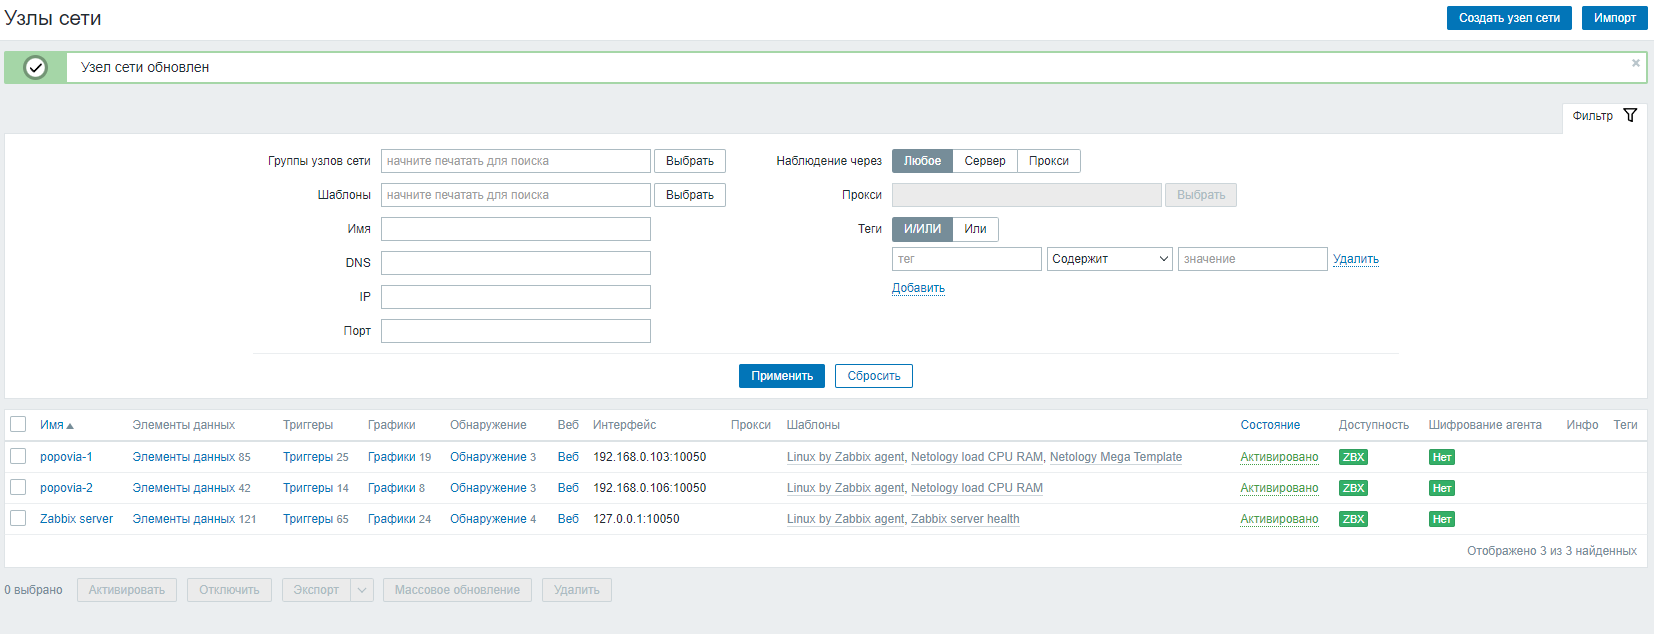 Узлы сети
Создать узел сети
Импорт
Узел сети обновлен
Фильтр
Группы узлов сети начните печатать для поиска Выбрать
Шаблоны начните печатать для поиска Выбрать
Имя
DNS
IP
Порт
Наблюдение через Любое Сервер Прокси
Прокси Выбрать
Теги И/ИЛИ Или
тег Содержит значение Удалить
Добавить
Применить Сбросить
Имя Элементы данных Триггеры Графики Обнаружение Веб Интерфейс Прокси Шаблоны Состояние Доступность Шифрование агента Инфо Теги
popovia-1 Элементы данных 85 Триггеры 25 Графики 19 Обнаружение 3 Веб 192.168.0.103:10050 Linux by Zabbix agent, Netology load CPU RAM, Netology Mega Template Активировано ZBX Нет
popovia-2 Элементы данных 42 Триггеры 14 Графики 8 Обнаружение 3 Веб 192.168.0.106:10050 Linux by Zabbix agent, Netology load CPU RAM Активировано ZBX Нет
Zabbix server Элементы данных 121 Триггеры 65 Графики 24 Обнаружение 4 Веб 127.0.0.1:10050 Linux by Zabbix agent, Zabbix server health Активировано ZBX Нет
Отображено 3 из 3 найденных
0 выбрано Активировать Отключить Экспорт Массовое обновление Удалить